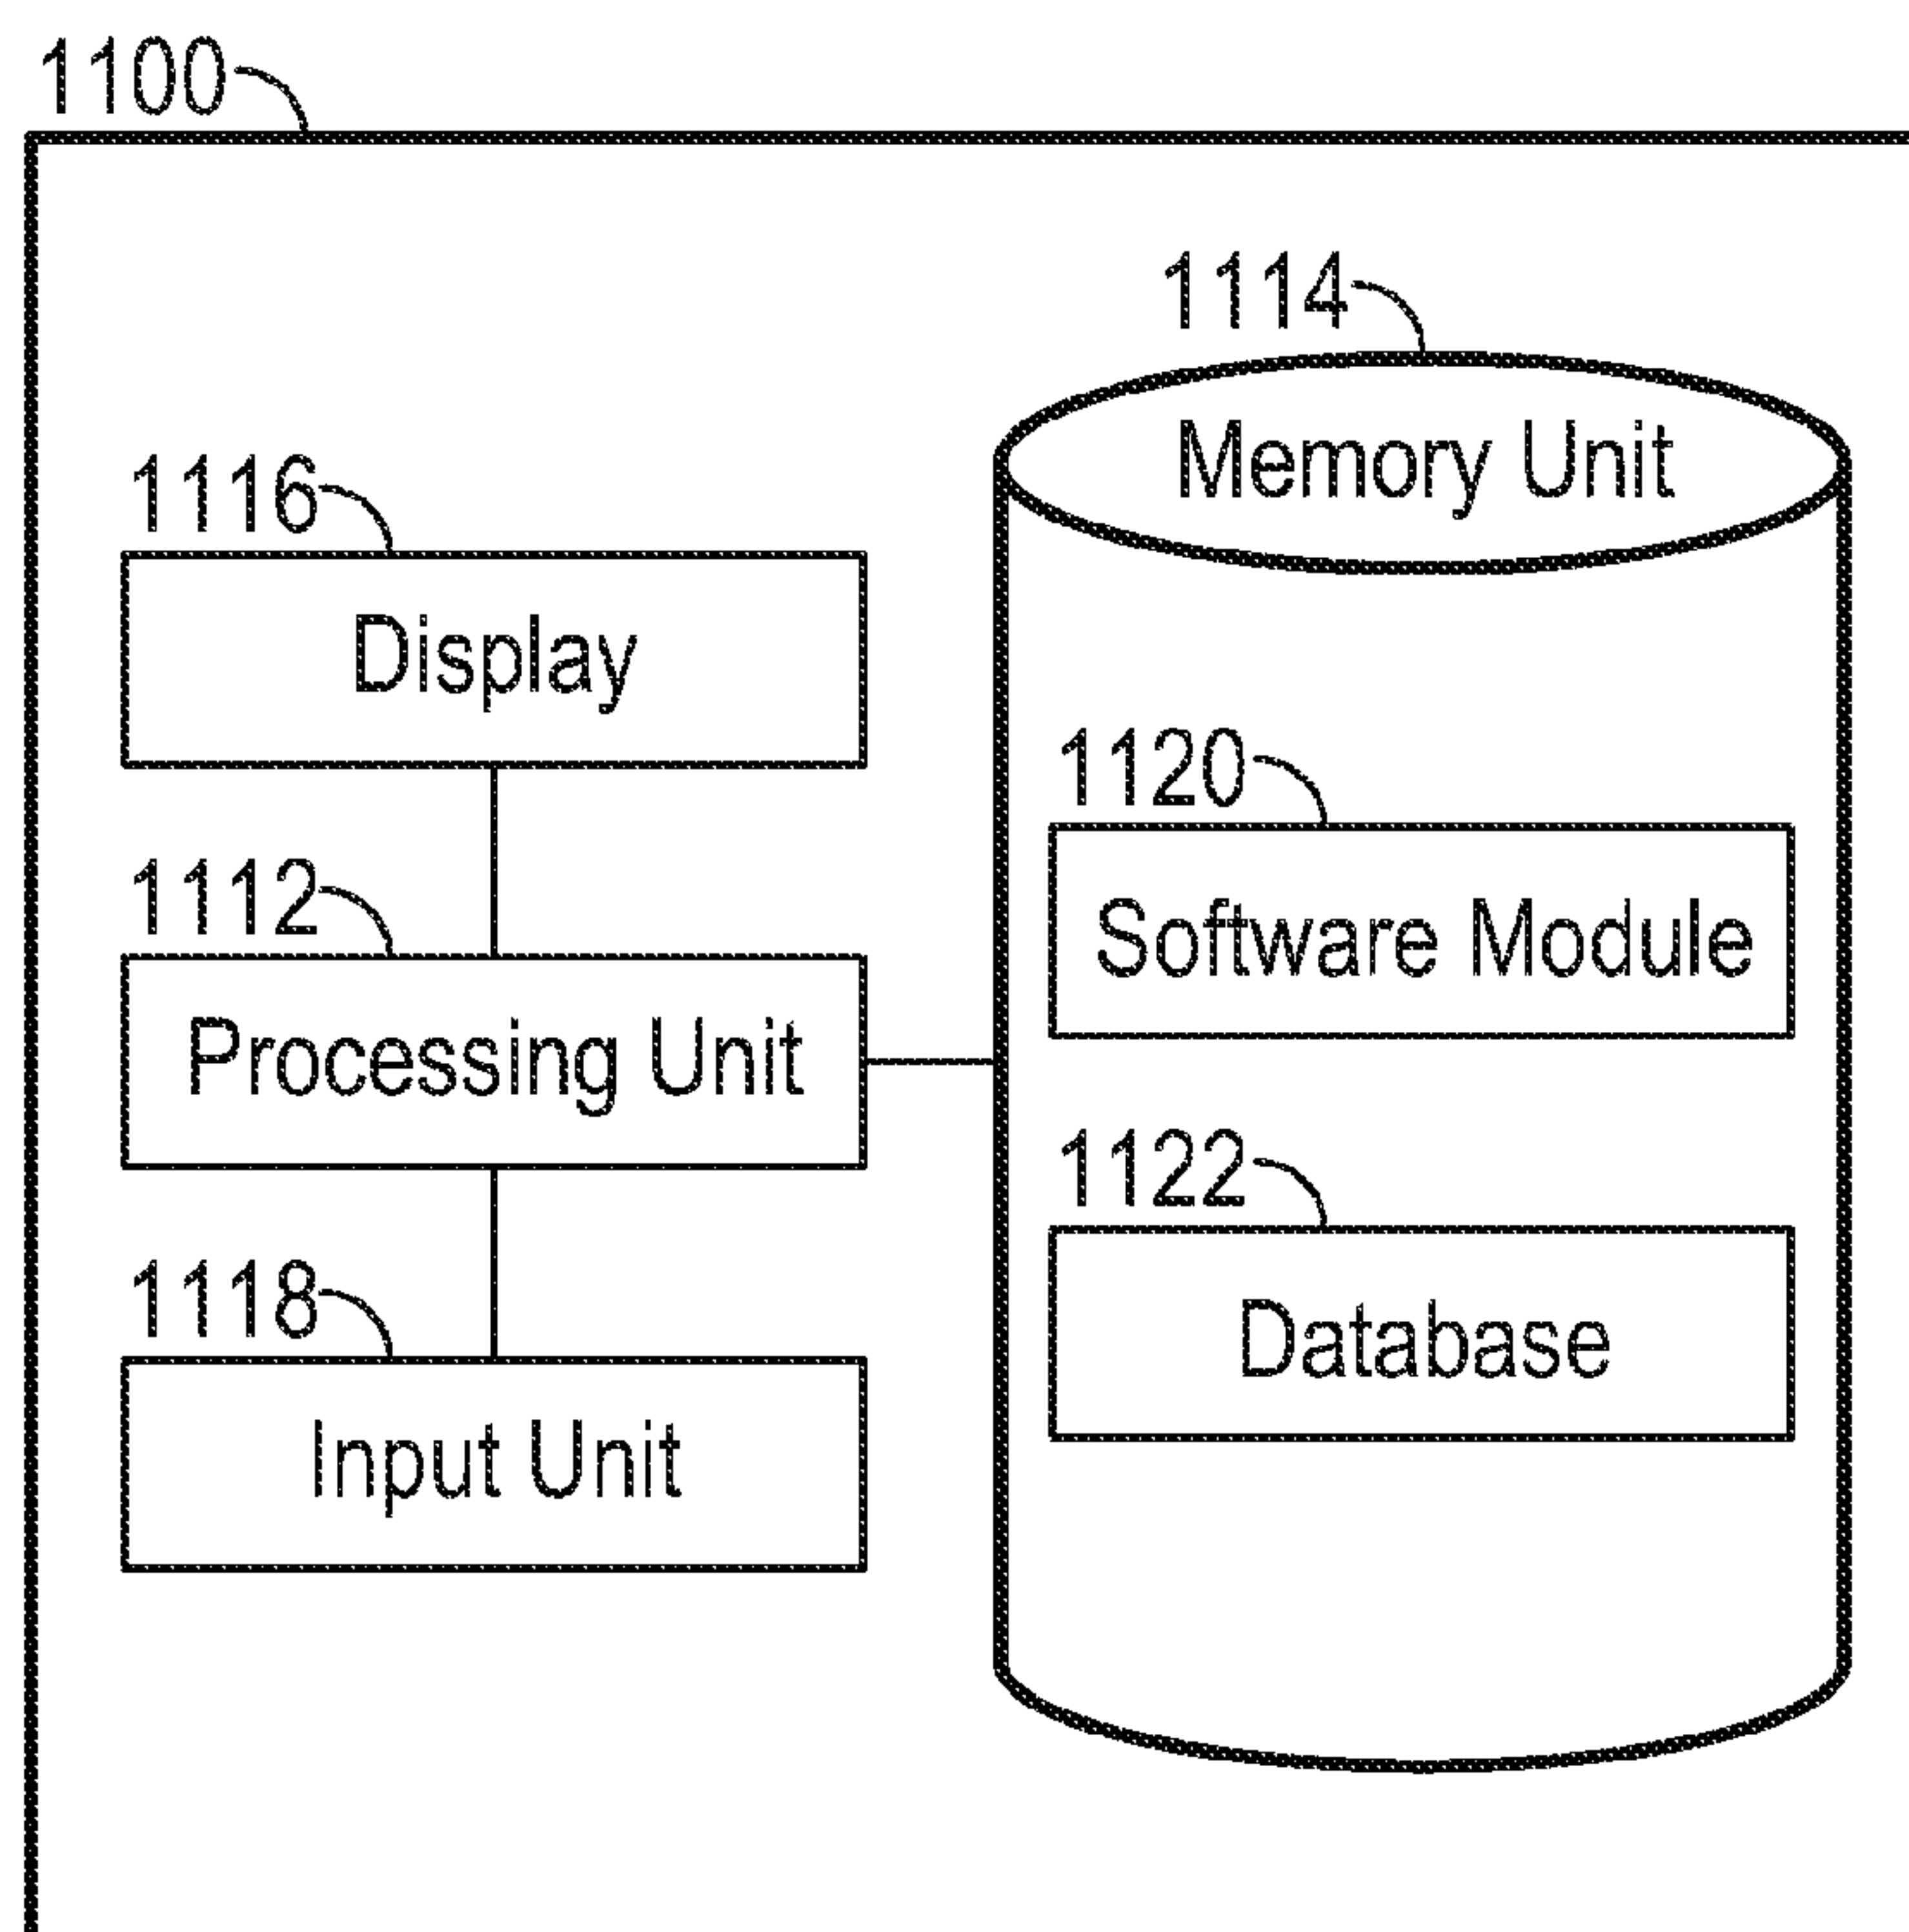 1100
1114
Memory Unit
1116
Display
1120
Software Module
1112
Processing Unit
1122
Database
1118
Input Unit